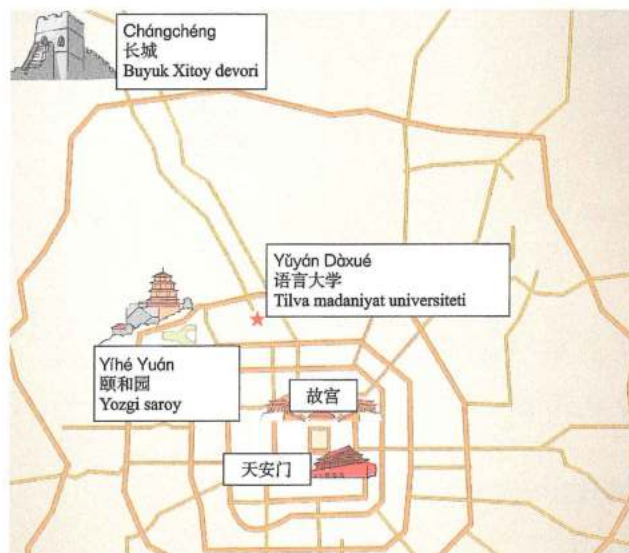 Chángchéng
长城
Buyuk Xitoy devori
Yǔyán Dàxué
语言大学
Tilva madaniyat universiteti
Yíhé Yuán
颐和园
Yozgi saroy
故宫
天安门